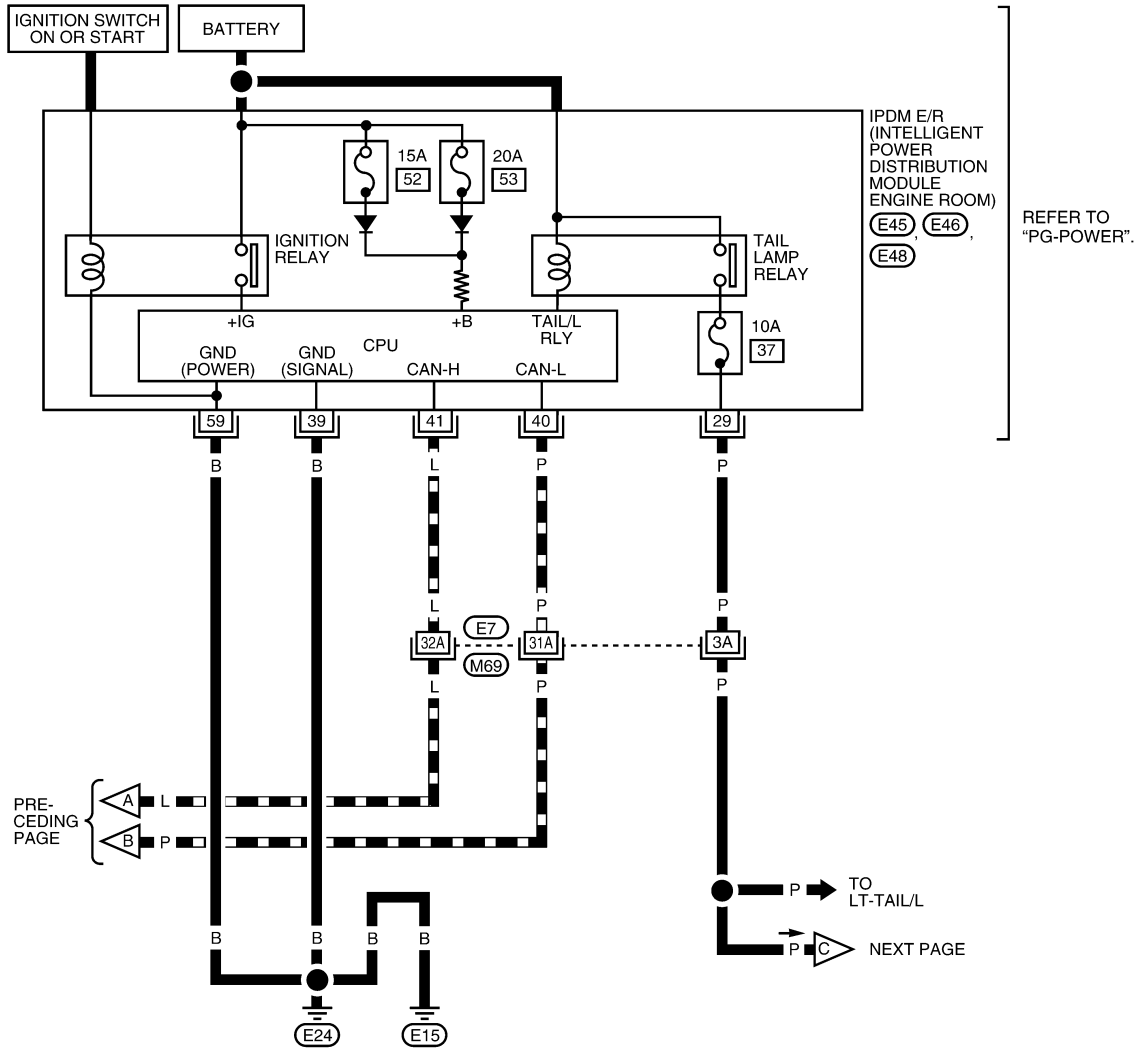 IGNITION SWITCH
ON OR START
BATTERY
IPDM E/R
(INTELLIGENT
POWER
DISTRIBUTION
MODULE
ENGINE ROOM)
E45 , E46 ,
E48
REFER TO
“PG-POWER”.
15A
52
20A
53
IGNITION
RELAY
TAIL
LAMP
RELAY
10A
37
+IG
+B
TAIL/L
RLY
CPU
GND
(POWER)
GND
(SIGNAL)
CAN-H
CAN-L
59
39
41
40
29
B
B
L
P
P
L
P
P
32A
E7
M69
31A
3A
L
P
P
PRE-
CEDING
PAGE
A
L
B
P
P
TO
LT-TAIL/L
B
B
B
B
P
C
NEXT PAGE
E24
E15